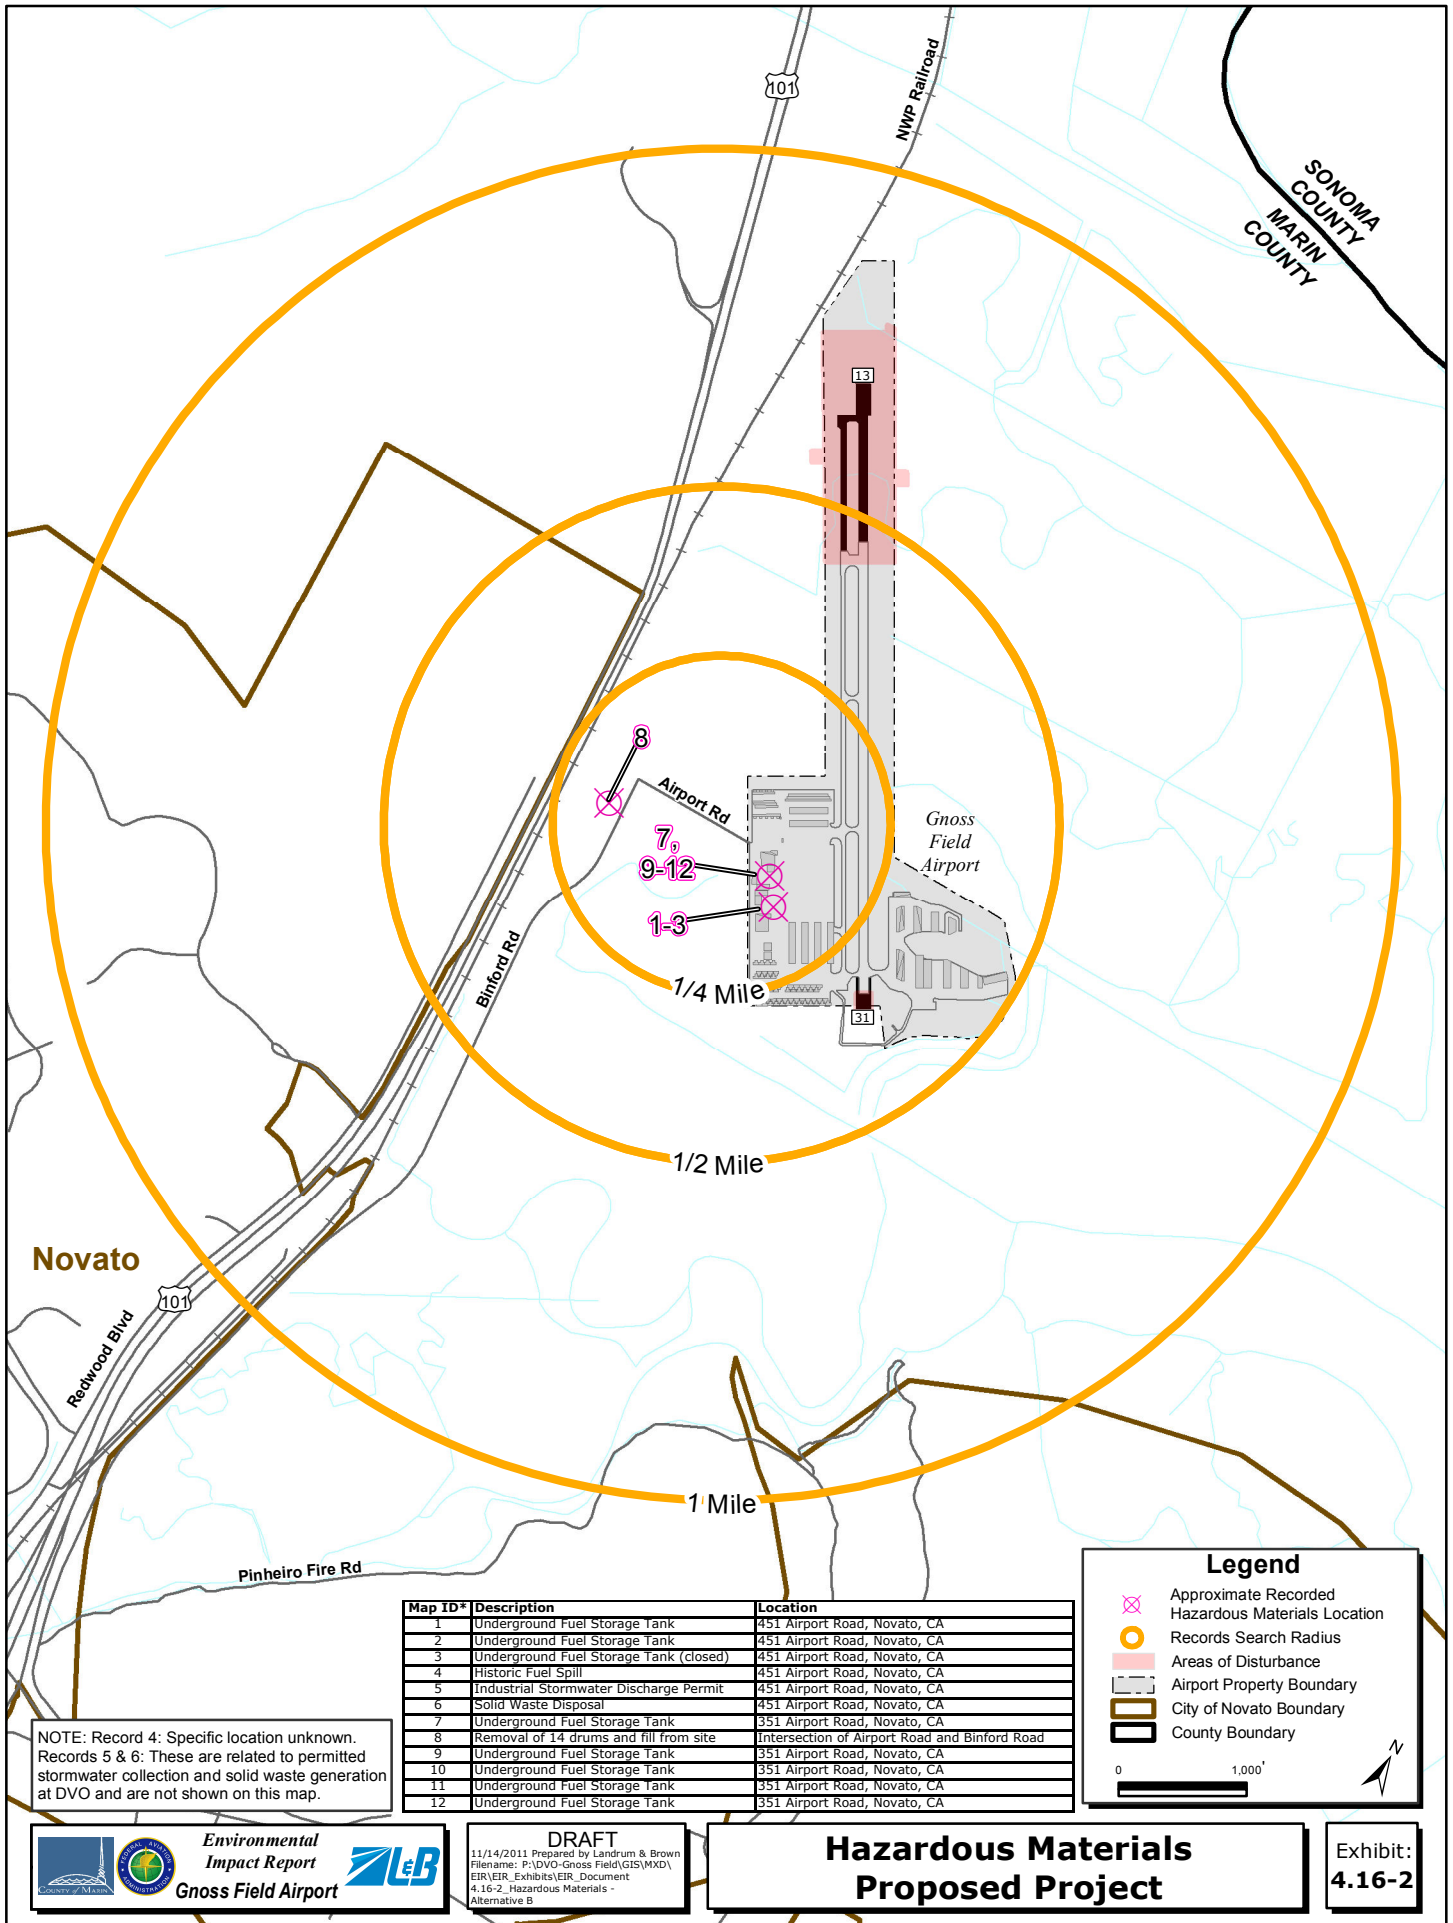 101
NWP Railroad
SONOMA
COUNTY
MARIN
COUNTY
13
8
Airport Rd
7,
9-12
1-3
Gnoss
Field
Airport
Binford Rd
1/4 Mile
31
1/2 Mile
Novato
101
Redwood Blvd
1 Mile
Pinheiro Fire Rd
Legend
Approximate Recorded
Hazardous Materials Location
Records Search Radius
Areas of Disturbance
Airport Property Boundary
City of Novato Boundary
County Boundary
0 1,000'
N
Map ID* Description Location
1 Underground Fuel Storage Tank 451 Airport Road, Novato, CA
2 Underground Fuel Storage Tank 451 Airport Road, Novato, CA
3 Underground Fuel Storage Tank (closed) 451 Airport Road, Novato, CA
4 Historic Fuel Spill 451 Airport Road, Novato, CA
5 Industrial Stormwater Discharge Permit 451 Airport Road, Novato, CA
6 Solid Waste Disposal 451 Airport Road, Novato, CA
7 Underground Fuel Storage Tank 351 Airport Road, Novato, CA
8 Removal of 14 drums and fill from site Intersection of Airport Road and Binford Road
9 Underground Fuel Storage Tank 351 Airport Road, Novato, CA
10 Underground Fuel Storage Tank 351 Airport Road, Novato, CA
11 Underground Fuel Storage Tank 351 Airport Road, Novato, CA
12 Underground Fuel Storage Tank 351 Airport Road, Novato, CA
NOTE: Record 4: Specific location unknown.
Records 5 & 6: These are related to permitted
stormwater collection and solid waste generation
at DVO and are not shown on this map.
COUNTY OF MARIN
FEDERAL AVIATION
ADMINISTRATION
Environmental
Impact Report
Gnoss Field Airport
L&B
DRAFT
11/14/2011 Prepared by Landrum & Brown
Filename: P:\DVO-Gnoss Field\GIS\MXD\
EIR\EIR_Exhibits\EIR_Document
4.16-2_Hazardous Materials -
Alternative B
Hazardous Materials
Proposed Project
Exhibit:
4.16-2